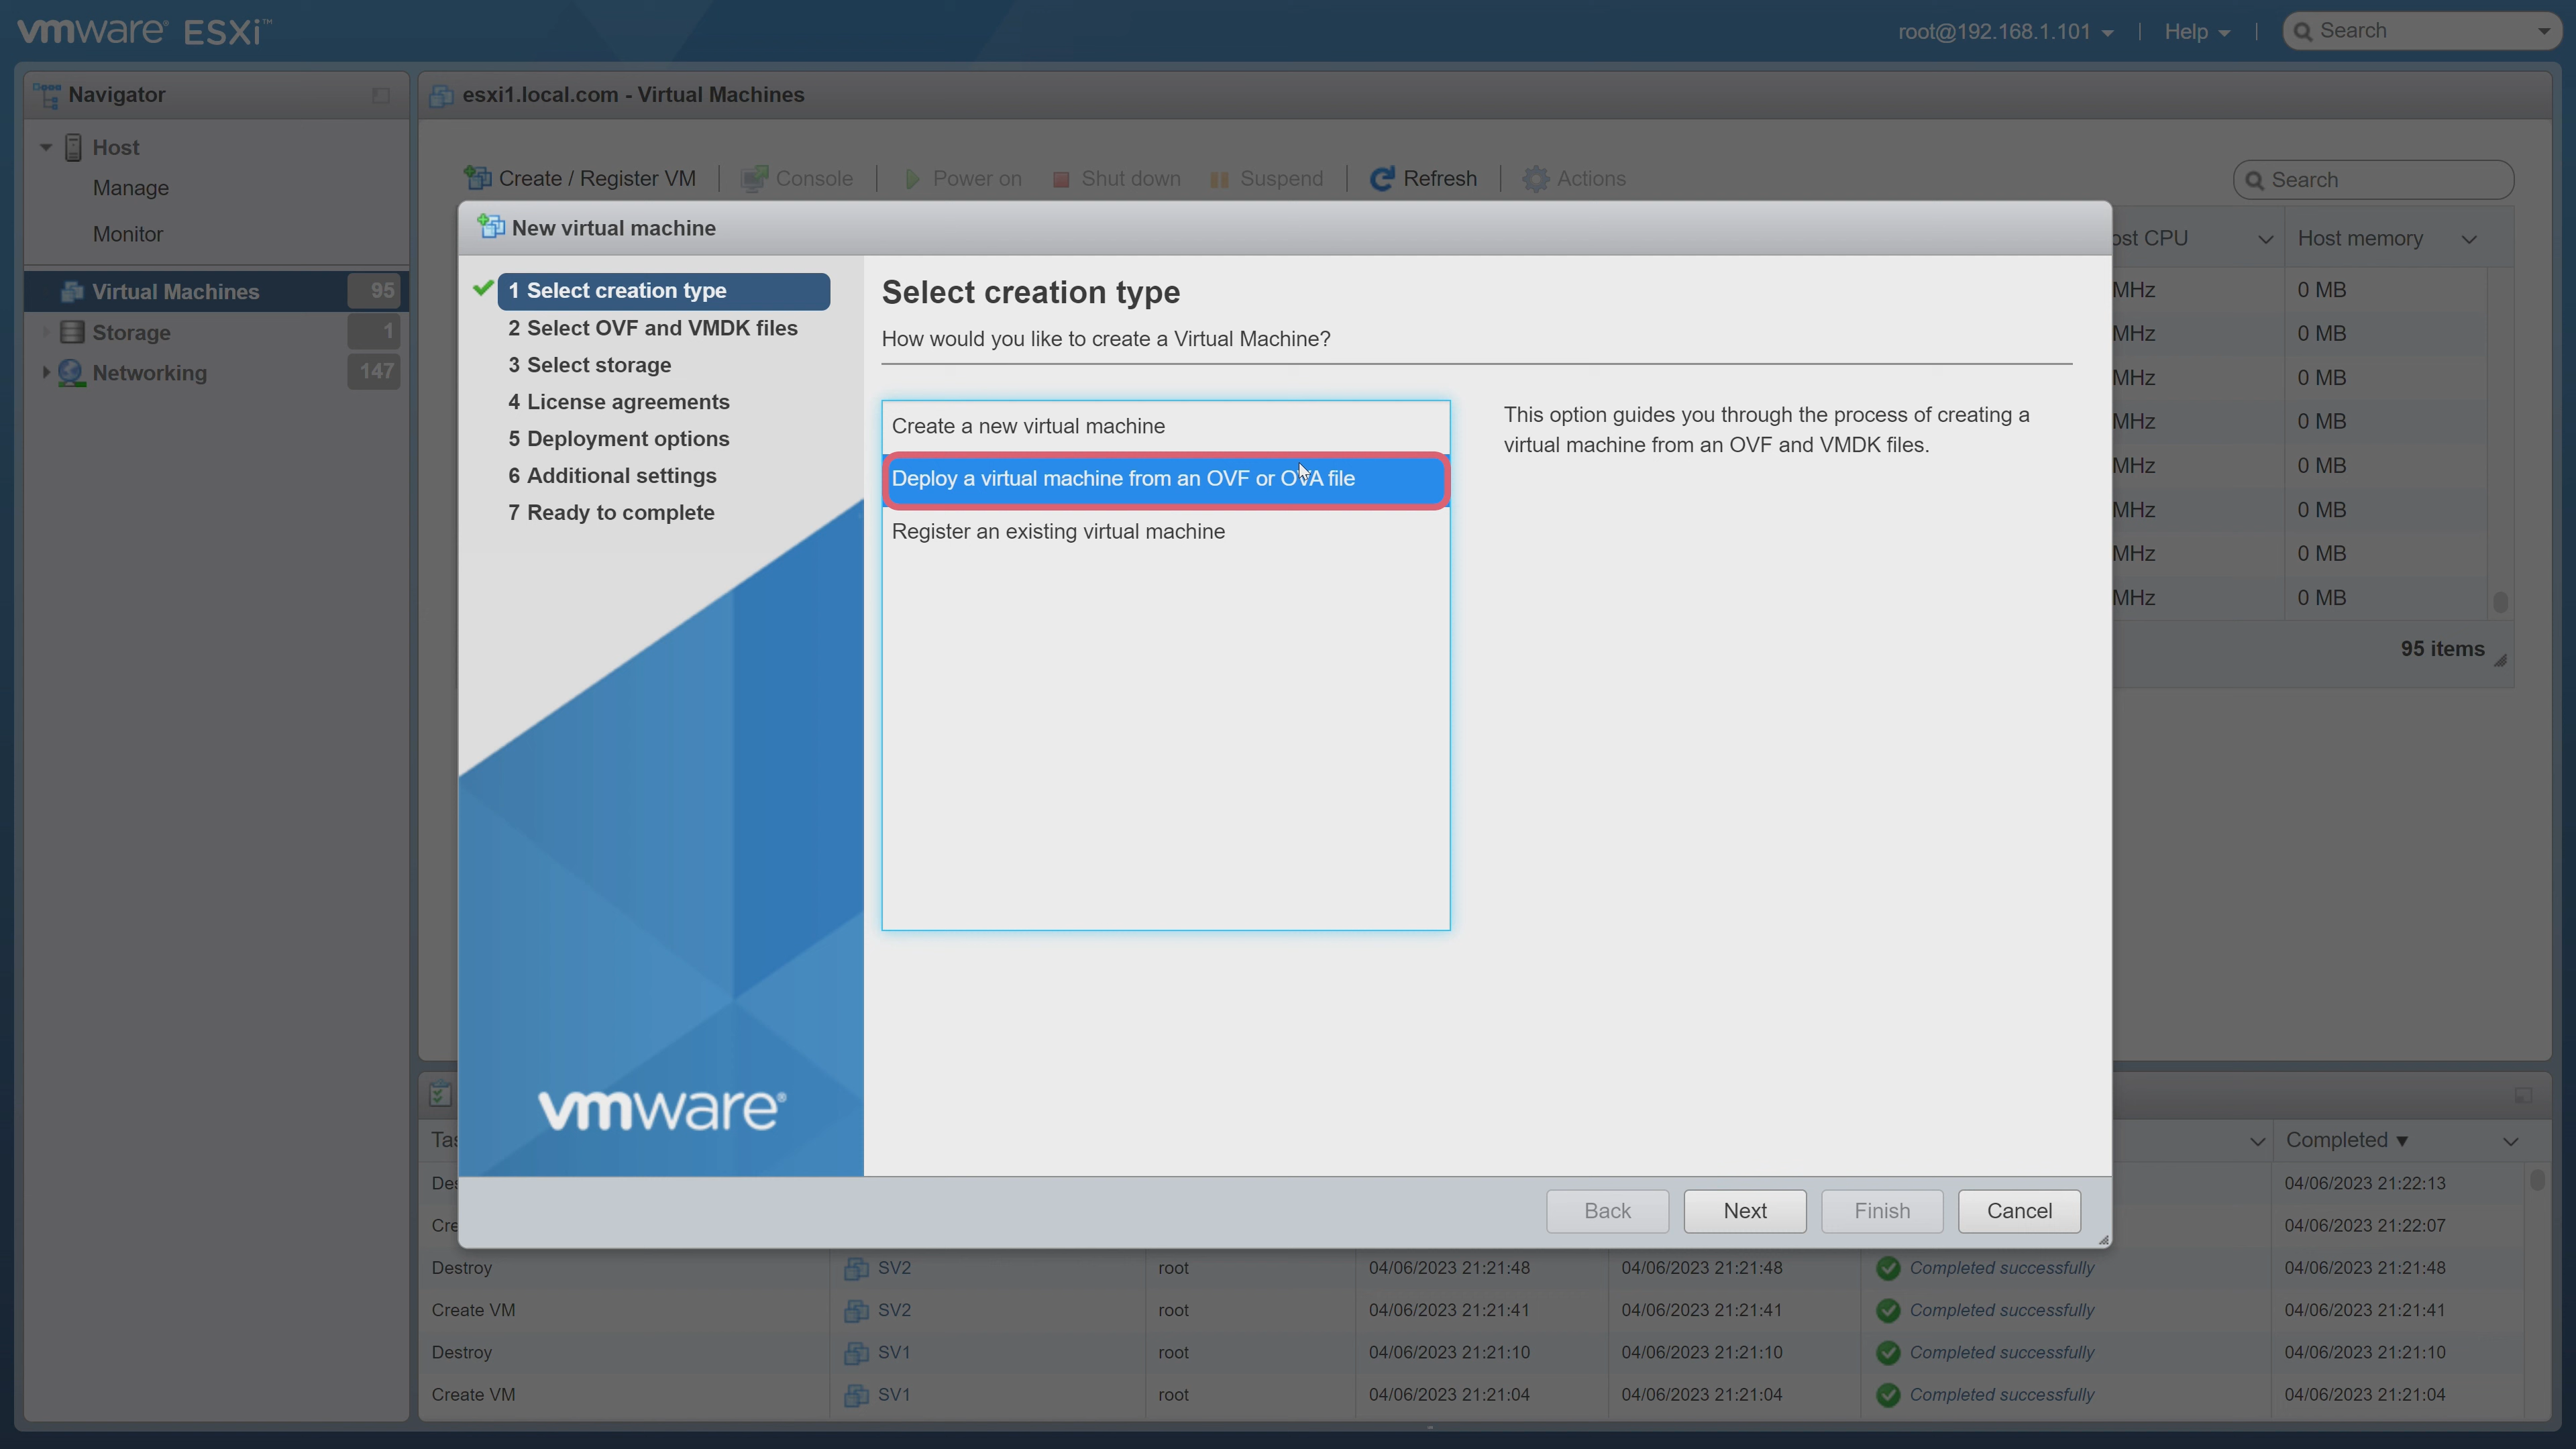 vmware® ESXi™
root@192.168.1.101
Help
Search
Navigator
Host
Manage
Monitor
Virtual Machines 95
Storage 1
Networking 147
esxi1.local.com - Virtual Machines
Create / Register VM
Console
Power on
Shut down
Suspend
Refresh
Actions
Search
Host memory
CPU
MHz 0 MB
MHz 0 MB
MHz 0 MB
MHz 0 MB
MHz 0 MB
MHz 0 MB
MHz 0 MB
MHz 0 MB
95 items
New virtual machine
1 Select creation type
2 Select OVF and VMDK files
3 Select storage
4 License agreements
5 Deployment options
6 Additional settings
7 Ready to complete
vmware®
Select creation type
How would you like to create a Virtual Machine?
Create a new virtual machine
Deploy a virtual machine from an OVF or OVA file
Register an existing virtual machine
This option guides you through the process of creating a
virtual machine from an OVF and VMDK files.
Back
Next
Finish
Cancel
Completed ▼
04/06/2023 21:22:13
04/06/2023 21:22:07
Destroy SV2 root 04/06/2023 21:21:48 04/06/2023 21:21:48 Completed successfully 04/06/2023 21:21:48
Create VM SV2 root 04/06/2023 21:21:41 04/06/2023 21:21:41 Completed successfully 04/06/2023 21:21:41
Destroy SV1 root 04/06/2023 21:21:10 04/06/2023 21:21:10 Completed successfully 04/06/2023 21:21:10
Create VM SV1 root 04/06/2023 21:21:04 04/06/2023 21:21:04 Completed successfully 04/06/2023 21:21:04